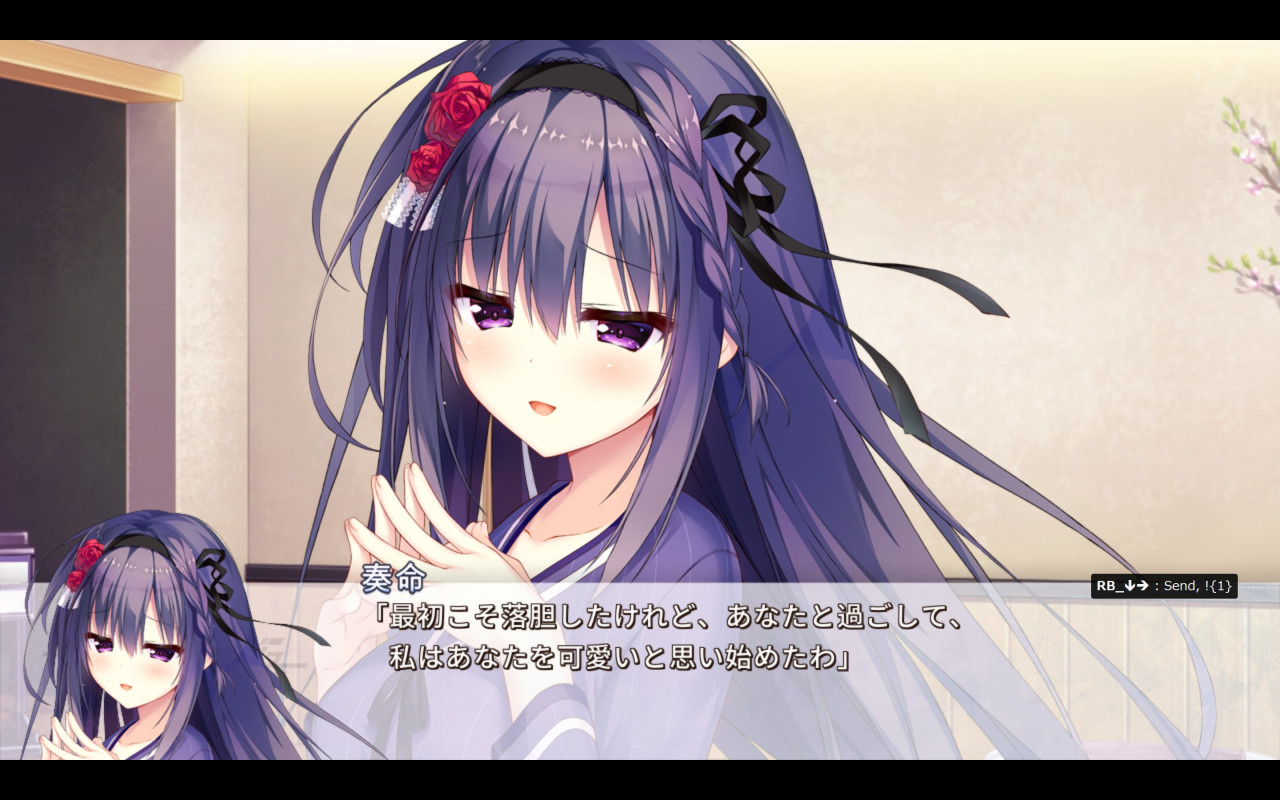 奏命
「最初こそ落胆したけれど、あなたと過ごして、
私はあなたを可愛いと思い始めたわ」
RB_↓→ : Send, !{1}